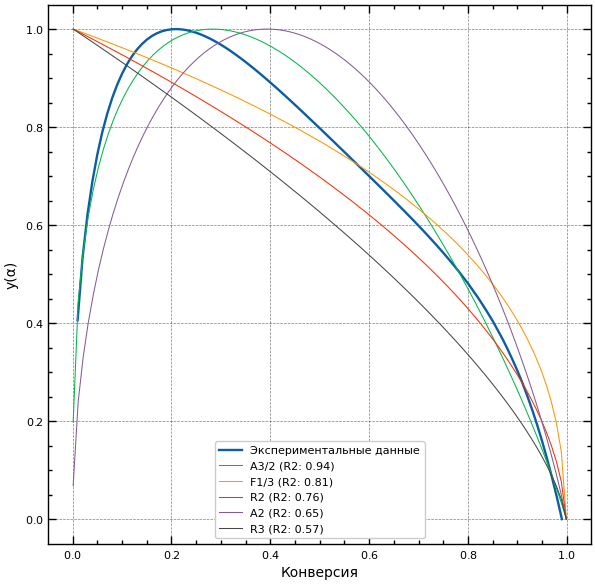 1.0
0.8
0.6
0.4
0.2
0.0
y(α)
Экспериментальные данные
A3/2 (R2: 0.94)
F1/3 (R2: 0.81)
R2 (R2: 0.76)
A2 (R2: 0.65)
R3 (R2: 0.57)
0.0 0.2 0.4 0.6 0.8 1.0
Конверсия